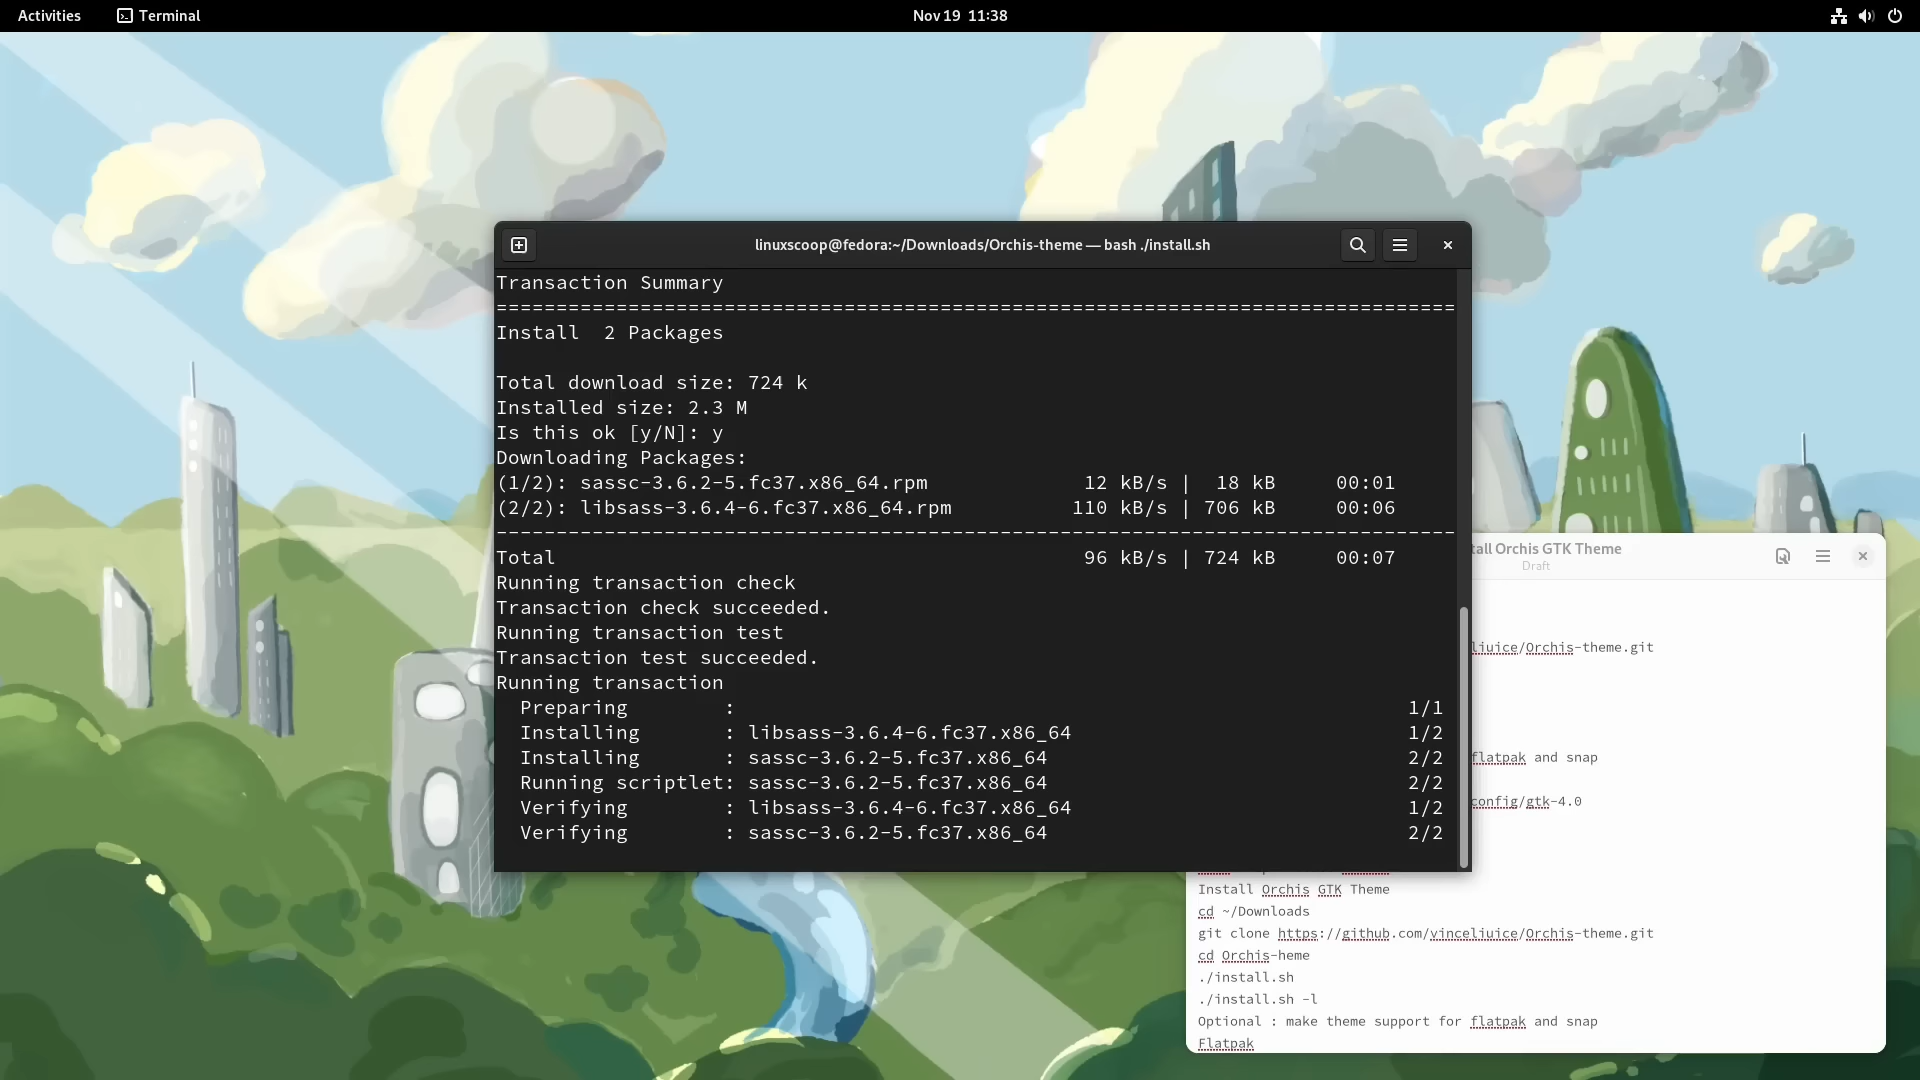 Activities
Terminal
Nov 19 11:38
linuxscoop@fedora:~/Downloads/Orchis-theme — bash ./install.sh
Transaction Summary
================================================================================
Install  2 Packages
Total download size: 724 k
Installed size: 2.3 M
Is this ok [y/N]: y
Downloading Packages:
(1/2): sassc-3.6.2-5.fc37.x86_64.rpm             12 kB/s |  18 kB     00:01
(2/2): libsass-3.6.4-6.fc37.x86_64.rpm          110 kB/s | 706 kB     00:06
--------------------------------------------------------------------------------
Total                                            96 kB/s | 724 kB     00:07
Running transaction check
Transaction check succeeded.
Running transaction test
Transaction test succeeded.
Running transaction
  Preparing        :                                                        1/1
  Installing       : libsass-3.6.4-6.fc37.x86_64                            1/2
  Installing       : sassc-3.6.2-5.fc37.x86_64                              2/2
  Running scriptlet: sassc-3.6.2-5.fc37.x86_64                              2/2
  Verifying        : libsass-3.6.4-6.fc37.x86_64                            1/2
  Verifying        : sassc-3.6.2-5.fc37.x86_64                              2/2
tall Orchis GTK Theme
Draft
liuice/Orchis-theme.git
flatpak and snap
config/gtk-4.0
Install Orchis GTK Theme
cd ~/Downloads
git clone https://github.com/vinceliuice/Orchis-theme.git
cd Orchis-heme
./install.sh
./install.sh -l
Optional : make theme support for flatpak and snap
Flatpak